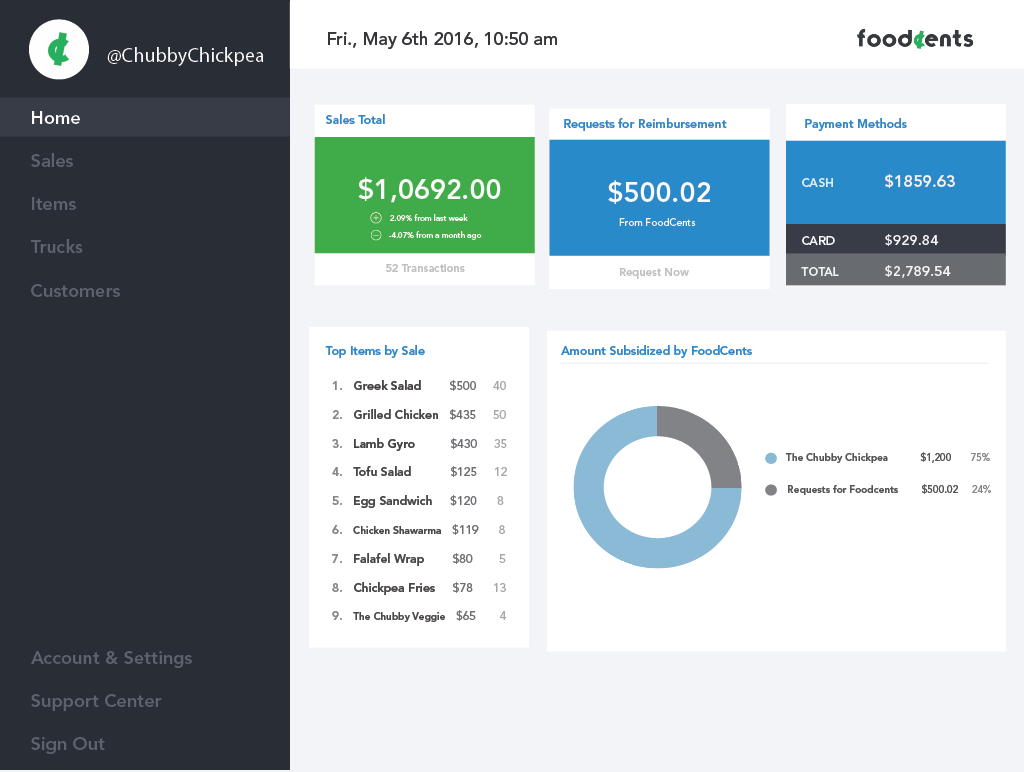 @ChubbyChickpea
Home
Sales
Items
Trucks
Customers
Account & Settings
Support Center
Sign Out
Fri., May 6th 2016, 10:50 am
food¢ents
Sales Total
$1,0692.00
2.09% from last week
-4.07% from a month ago
52 Transactions
Requests for Reimbursement
$500.02
From FoodCents
Request Now
Payment Methods
CASH $1859.63
CARD $929.84
TOTAL $2,789.54
Top Items by Sale
1. Greek Salad $500 40
2. Grilled Chicken $435 50
3. Lamb Gyro $430 35
4. Tofu Salad $125 12
5. Egg Sandwich $120 8
6. Chicken Shawarma $119 8
7. Falafel Wrap $80 5
8. Chickpea Fries $78 13
9. The Chubby Veggie $65 4
Amount Subsidized by FoodCents
The Chubby Chickpea $1,200 75%
Requests for Foodcents $500.02 24%